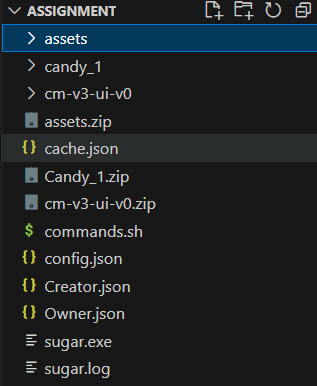 ASSIGNMENT
assets
candy_1
cm-v3-ui-v0
assets.zip
cache.json
Candy_1.zip
cm-v3-ui-v0.zip
commands.sh
config.json
Creator.json
Owner.json
sugar.exe
sugar.log